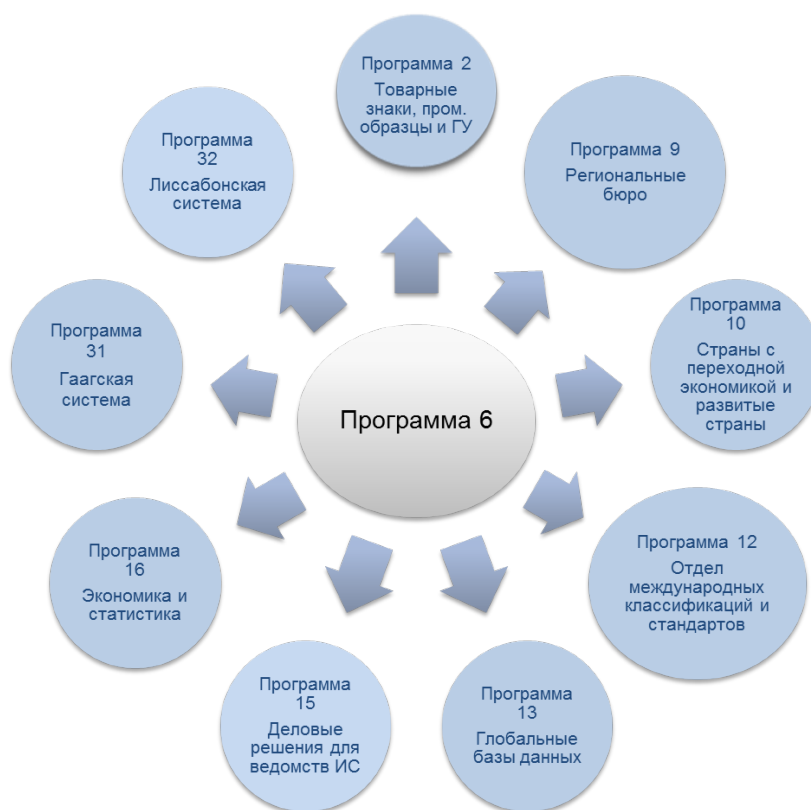 Программа 2
Товарные
знаки, пром.
образцы и ГУ
Программа 9
Региональные
бюро
Программа
10
Страны с
переходной
экономикой и
развитые
страны
Программа 12
Отдел
международных
классификаций и
стандартов
Программа
13
Глобальные
базы данных
Программа
15
Деловые
решения для
ведомств ИС
Программа
16
Экономика и
статистика
Программа
31
Гаагская
система
Программа
32
Лиссабонская
система
Программа 6